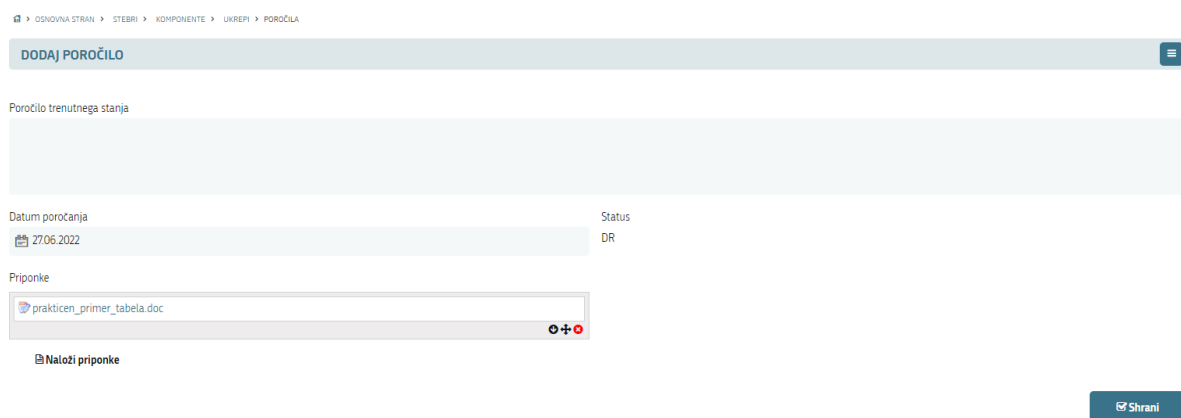 > OSNOVNA STRAN > STEBRI > KOMPONENTE > UKREPI > POROČILA
DODAJ POROČILO
Poročilo trenutnega stanja
Datum poročanja
27.06.2022
Status
DR
Priponke
prakticen_primer_tabela.doc
Naloži priponke
Shrani